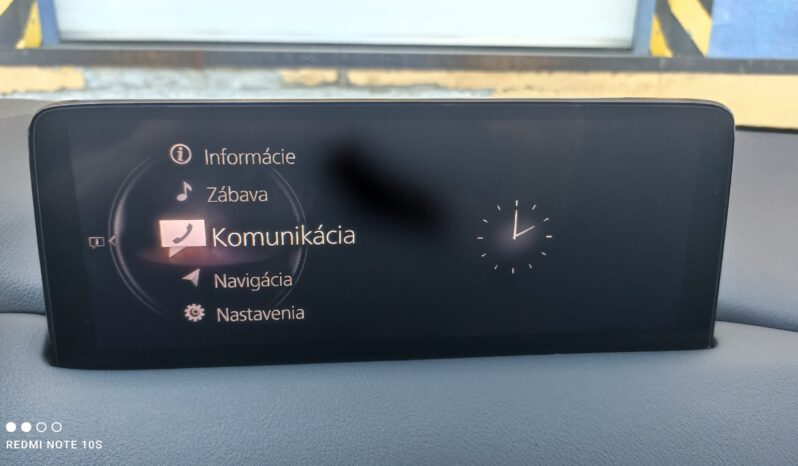 Informácie
Zábava
Komunikácia
Navigácia
Nastavenia
REDMI NOTE 10S